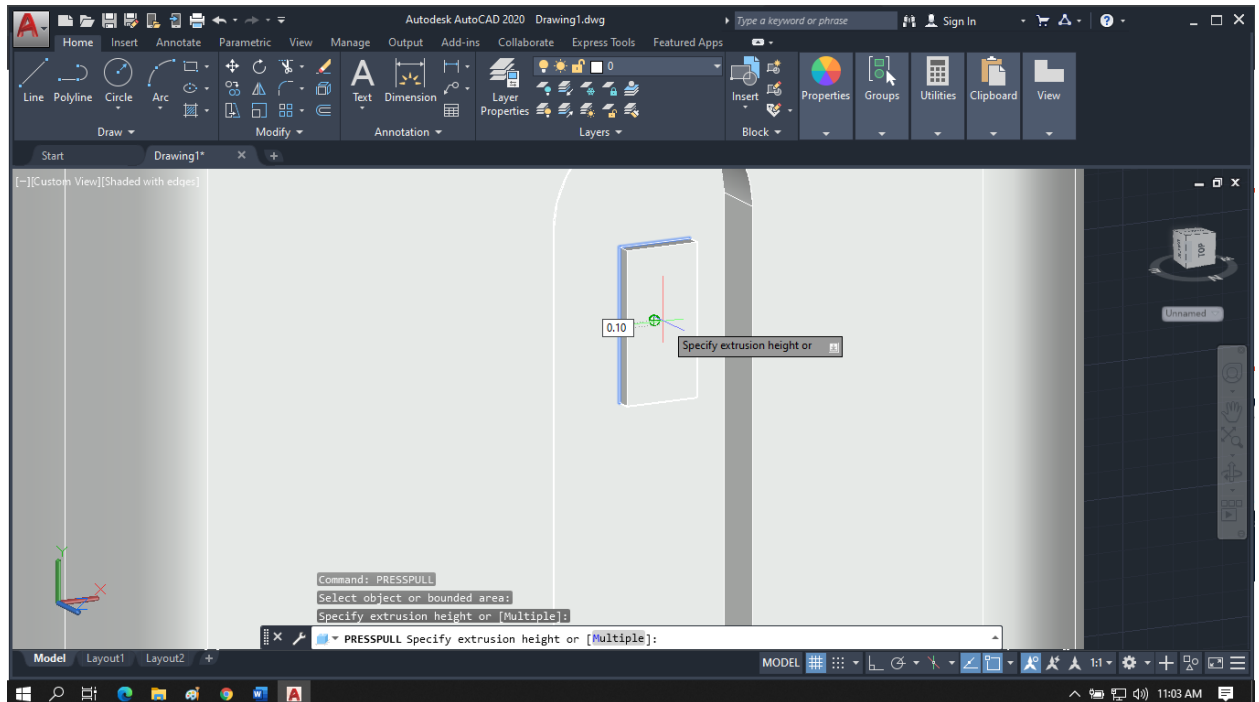 Autodesk AutoCAD 2020 Drawing1.dwg
Type a keyword or phrase
Sign In
Home Insert Annotate Parametric View Manage Output Add-ins Collaborate Express Tools Featured Apps
0
Line Polyline Circle Arc
Text Dimension
Layer
Properties
Insert
Properties Groups Utilities Clipboard View
Draw Modify Annotation Layers Block
Start Drawing1*
[−][Custom View][Shaded with edges]
TOP
Unnamed
0.10
Specify extrusion height or
Y
X
Command: PRESSPULL
Select object or bounded area:
Specify extrusion height or [Multiple]:
PRESSPULL Specify extrusion height or [Multiple]:
Model Layout1 Layout2 +
MODEL 1:1
11:03 AM